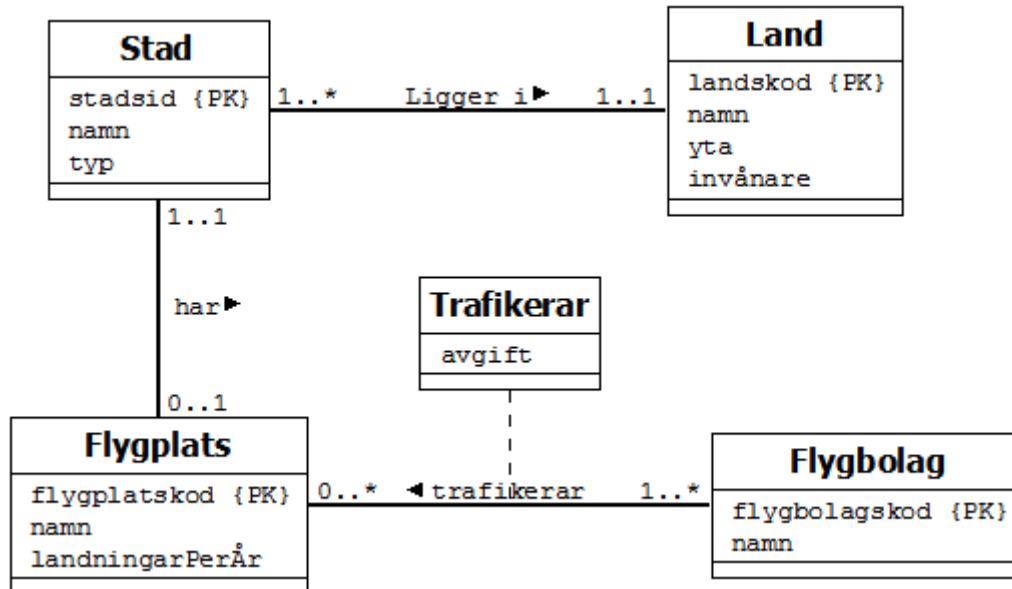 Stad
stadsid {PK}
namn
typ
1..* Ligger i 1..1
Land
landskod {PK}
namn
yta
invånare
1..1
har
0..1
Trafikerar
avgift
Flygplats
flygplatskod {PK}
namn
landningarPerÅr
0..* trafikerar 1..*
Flygbolag
flygbolagskod {PK}
namn